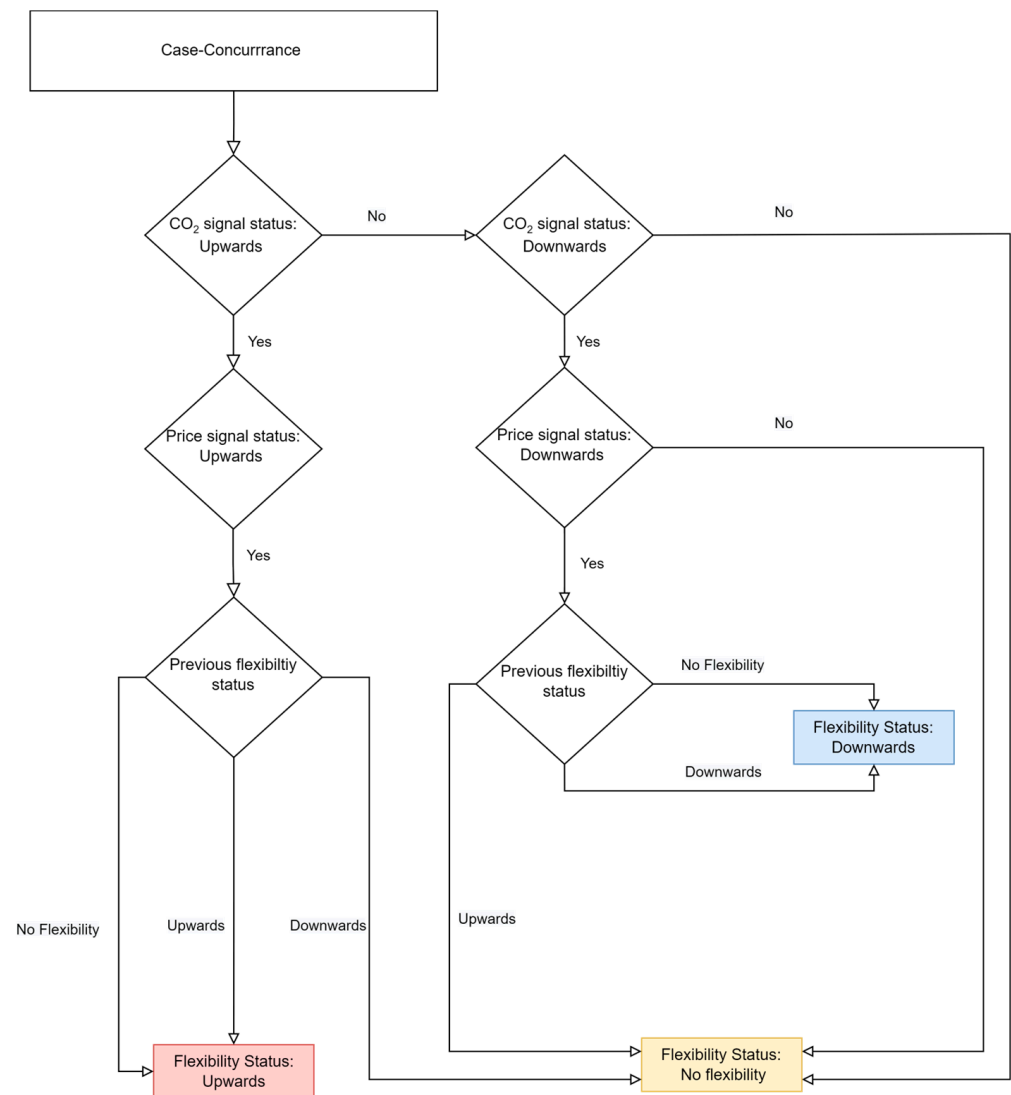 Case-Concurrrance
CO₂ signal status:
Upwards
No
CO₂ signal status:
Downwards
No
Yes
Yes
Price signal status:
Upwards
Price signal status:
Downwards
No
Yes
Yes
Previous flexibiltiy
status
Previous flexibiltiy
status
No Flexibility
Flexibility Status:
Downwards
Downwards
No Flexibility
Upwards
Downwards
Upwards
Flexibility Status:
Upwards
Flexibility Status:
No flexibility